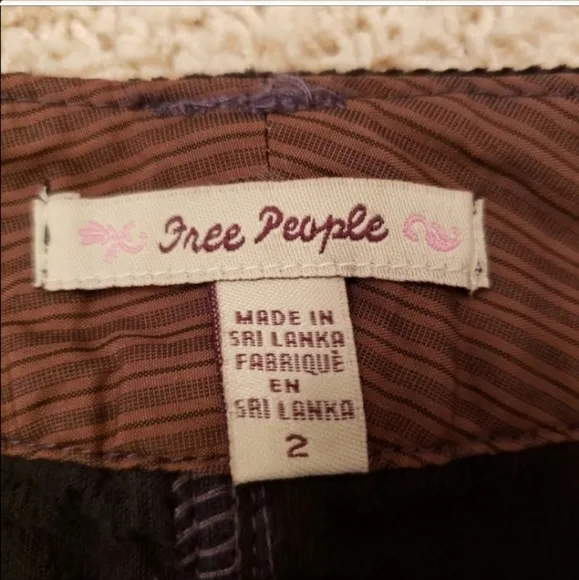 Free People
MADE IN
SRI LANKA
FABRIQUÈ
EN
SRI LANKA
2